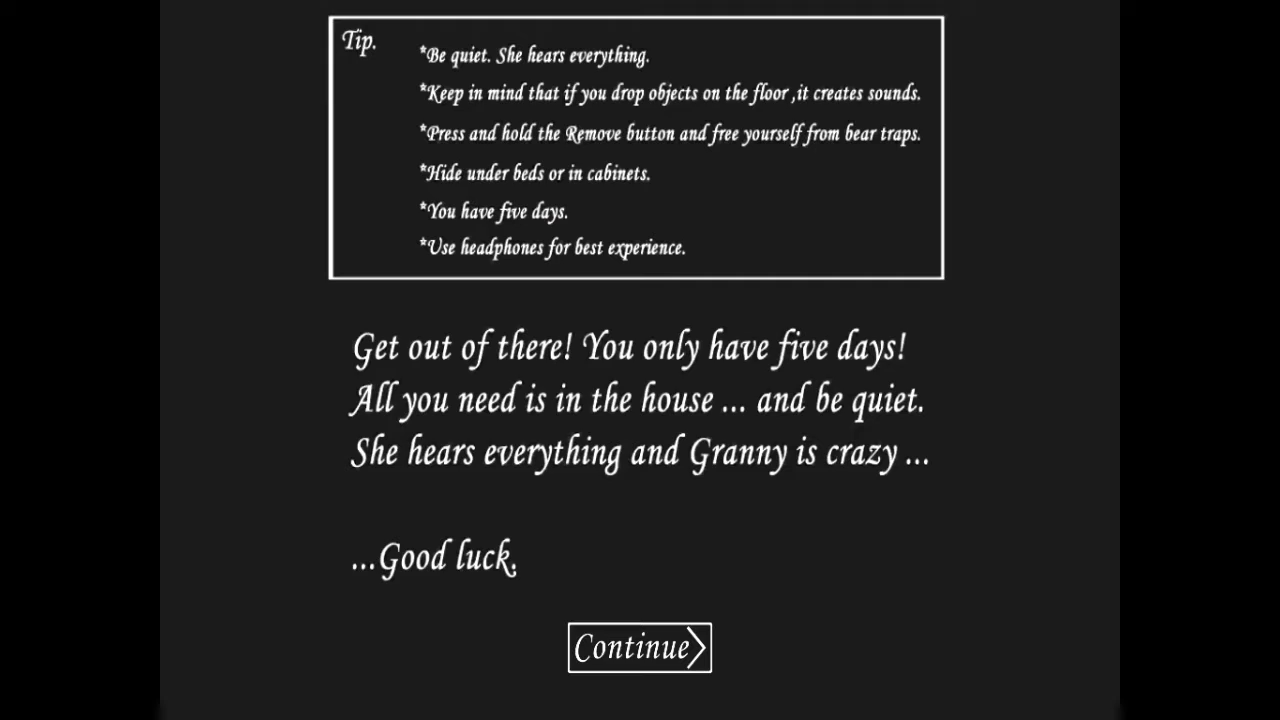 Tip.
*Be quiet. She hears everything.
*Keep in mind that if you drop objects on the floor ,it creates sounds.
*Press and hold the Remove button and free yourself from bear traps.
*Hide under beds or in cabinets.
*You have five days.
*Use headphones for best experience.
Get out of there! You only have five days!
All you need is in the house ... and be quiet.
She hears everything and Granny is crazy ...
...Good luck.
Continue